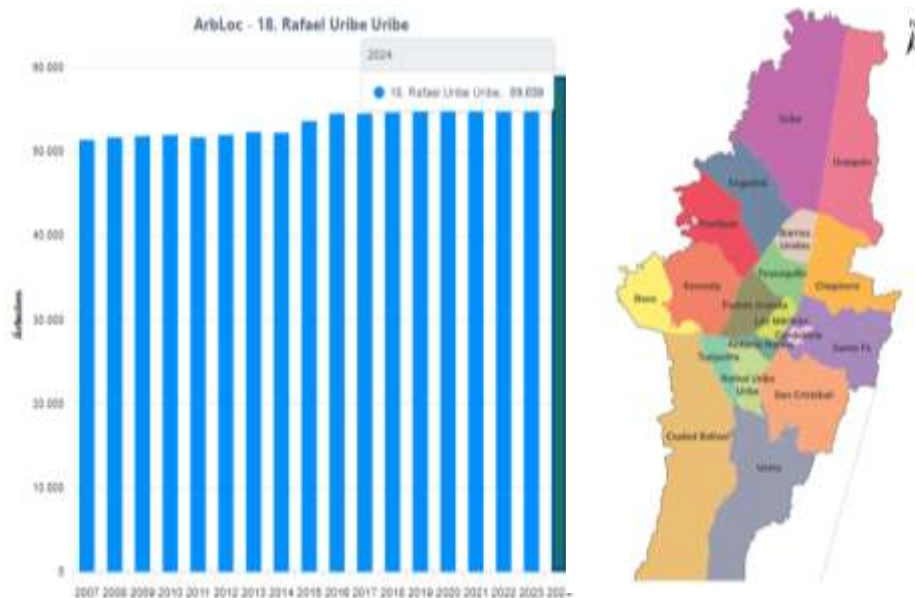 ArbLoc - 18. Rafael Uribe Uribe
2024
18. Rafael Uribe Uribe:
60.000
50.000
40.000
30.000
20.000
10.000
0
Árboles
2007 2008 2009 2010 2011 2012 2013 2014 2015 2016 2017 2018 2019 2020 2021 2022 2023
Suba
Usaquén
Engativá
Fontibón
Barrios
Unidos
Teusaquillo
Chapinero
Kennedy
Bosa
Puente Aranda
Los Mártires
Candelaria
Santa Fe
Antonio Nariño
Tunjuelito
Rafael Uribe
Uribe
San Cristóbal
Ciudad Bolívar
Usme